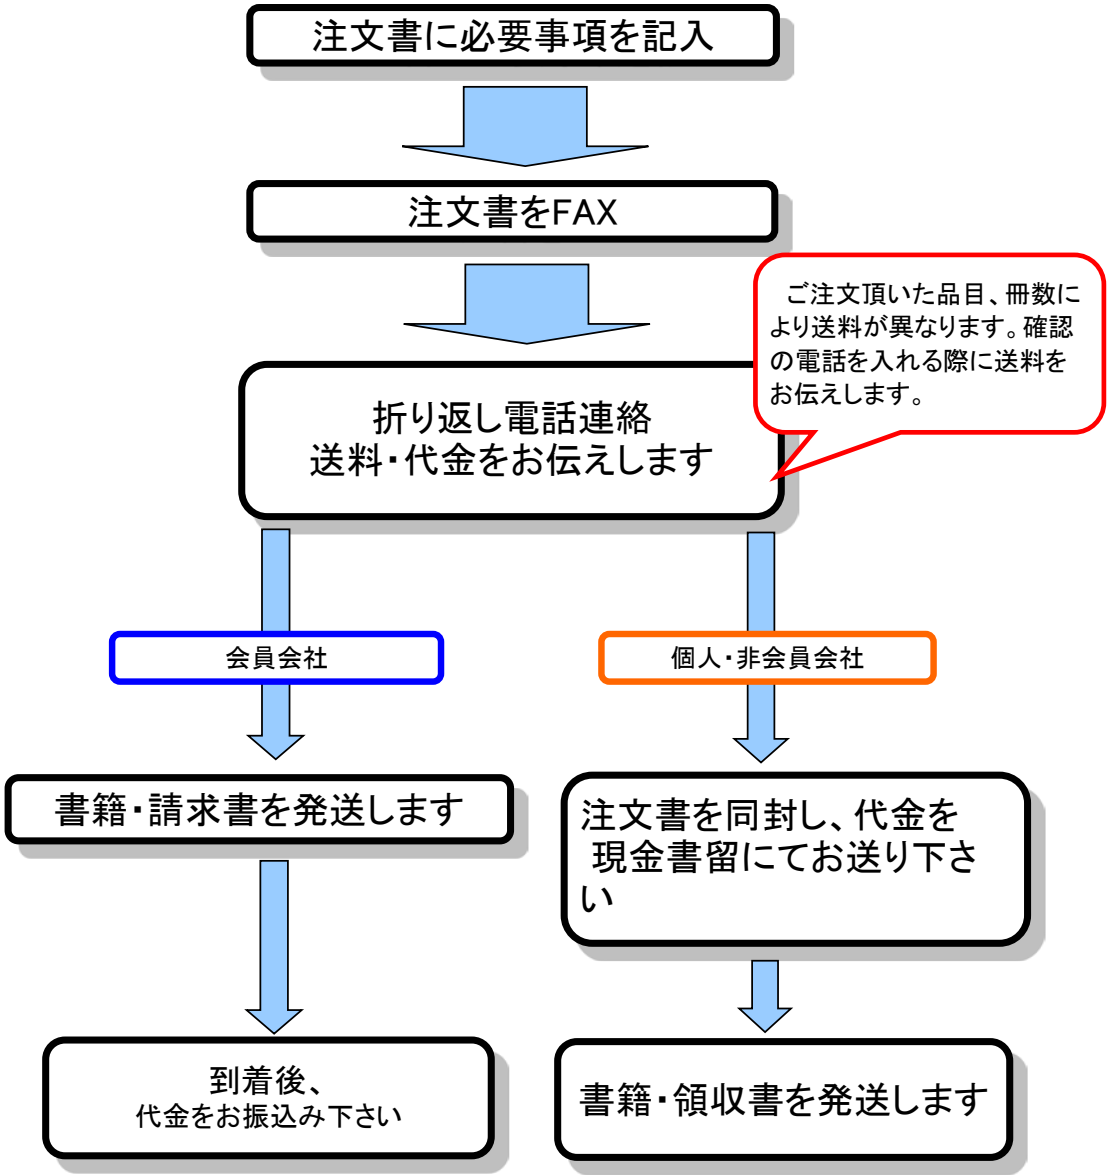 注文書に必要事項を記入
注文書をFAX
ご注文頂いた品目、冊数に
より送料が異なります。確認
の電話を入れる際に送料を
お伝えします。
折り返し電話連絡
送料・代金をお伝えします
会員会社
個人・非会員会社
書籍・請求書を発送します
注文書を同封し、代金を
現金書留にてお送り下さ
い
到着後、
代金をお振込み下さい
書籍・領収書を発送します